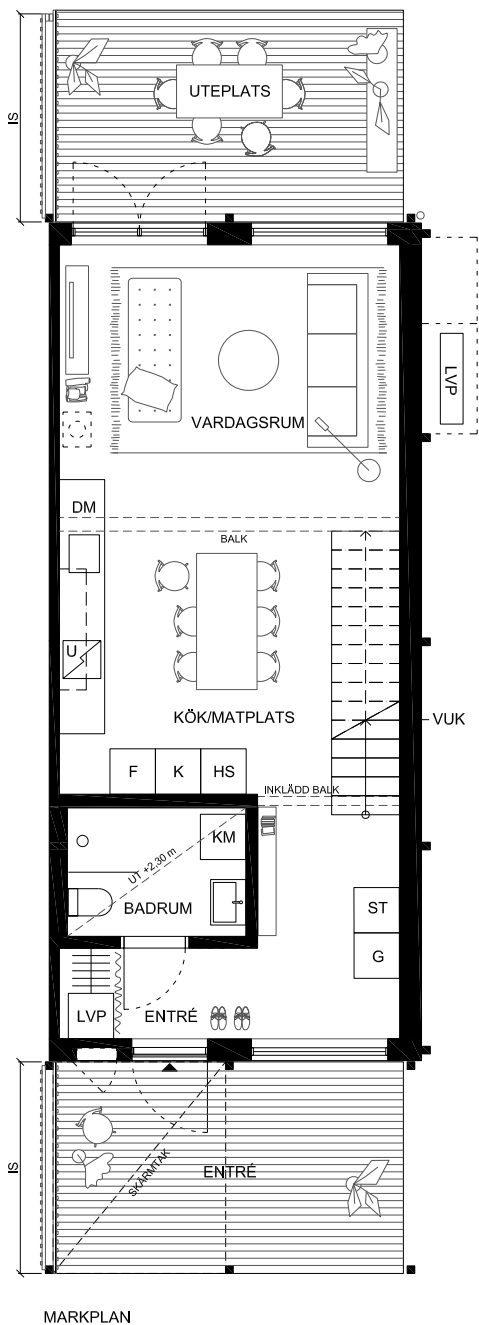 IS
UTEPLATS
LVP
VARDAGSRUM
DM
BALK
U
KÖK/MATPLATS
VUK
F K HS
INKLÄDD BALK
KM
UT +2,30 m
BADRUM
ST
G
LVP
ENTRÉ
IS
SKÄRMTAK
ENTRÉ
MARKPLAN